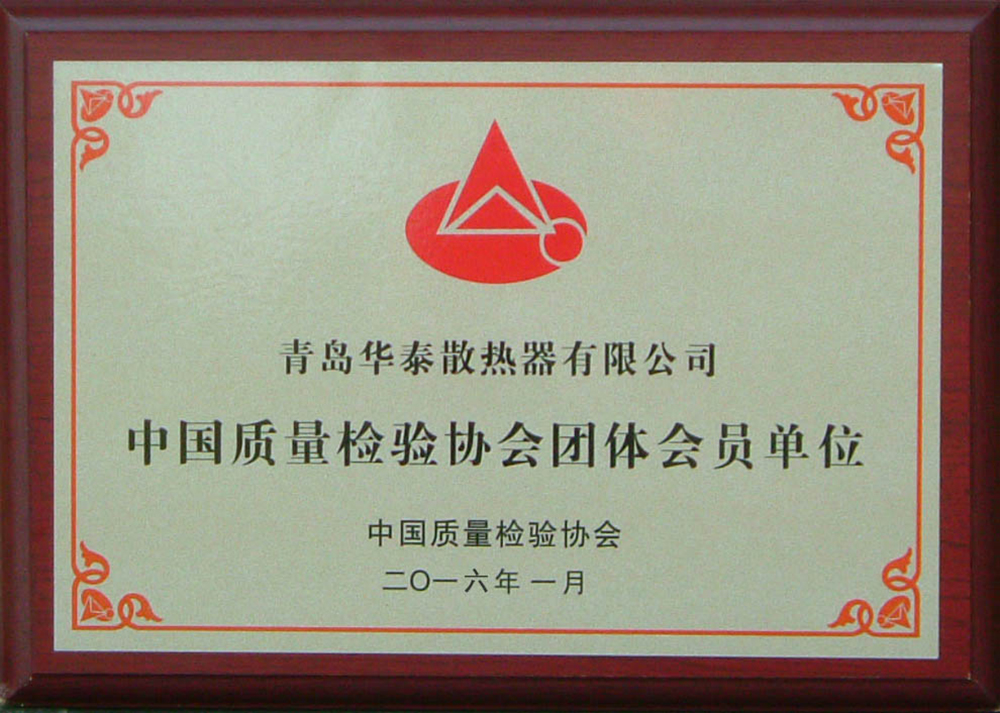 青岛华泰散热器有限公司
中国质量检验协会团体会员单位
中国质量检验协会
二〇一六年一月